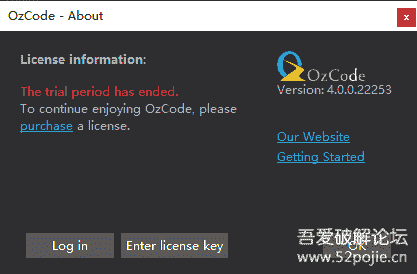 OzCode - About
x
License information:
The trial period has ended.
To continue enjoying OzCode, please
purchase a license.
OzCode
Version: 4.0.0.22253
Our Website
Getting Started
Log in
Enter license key
OK
吾爱破解论坛
www.52pojie.cn